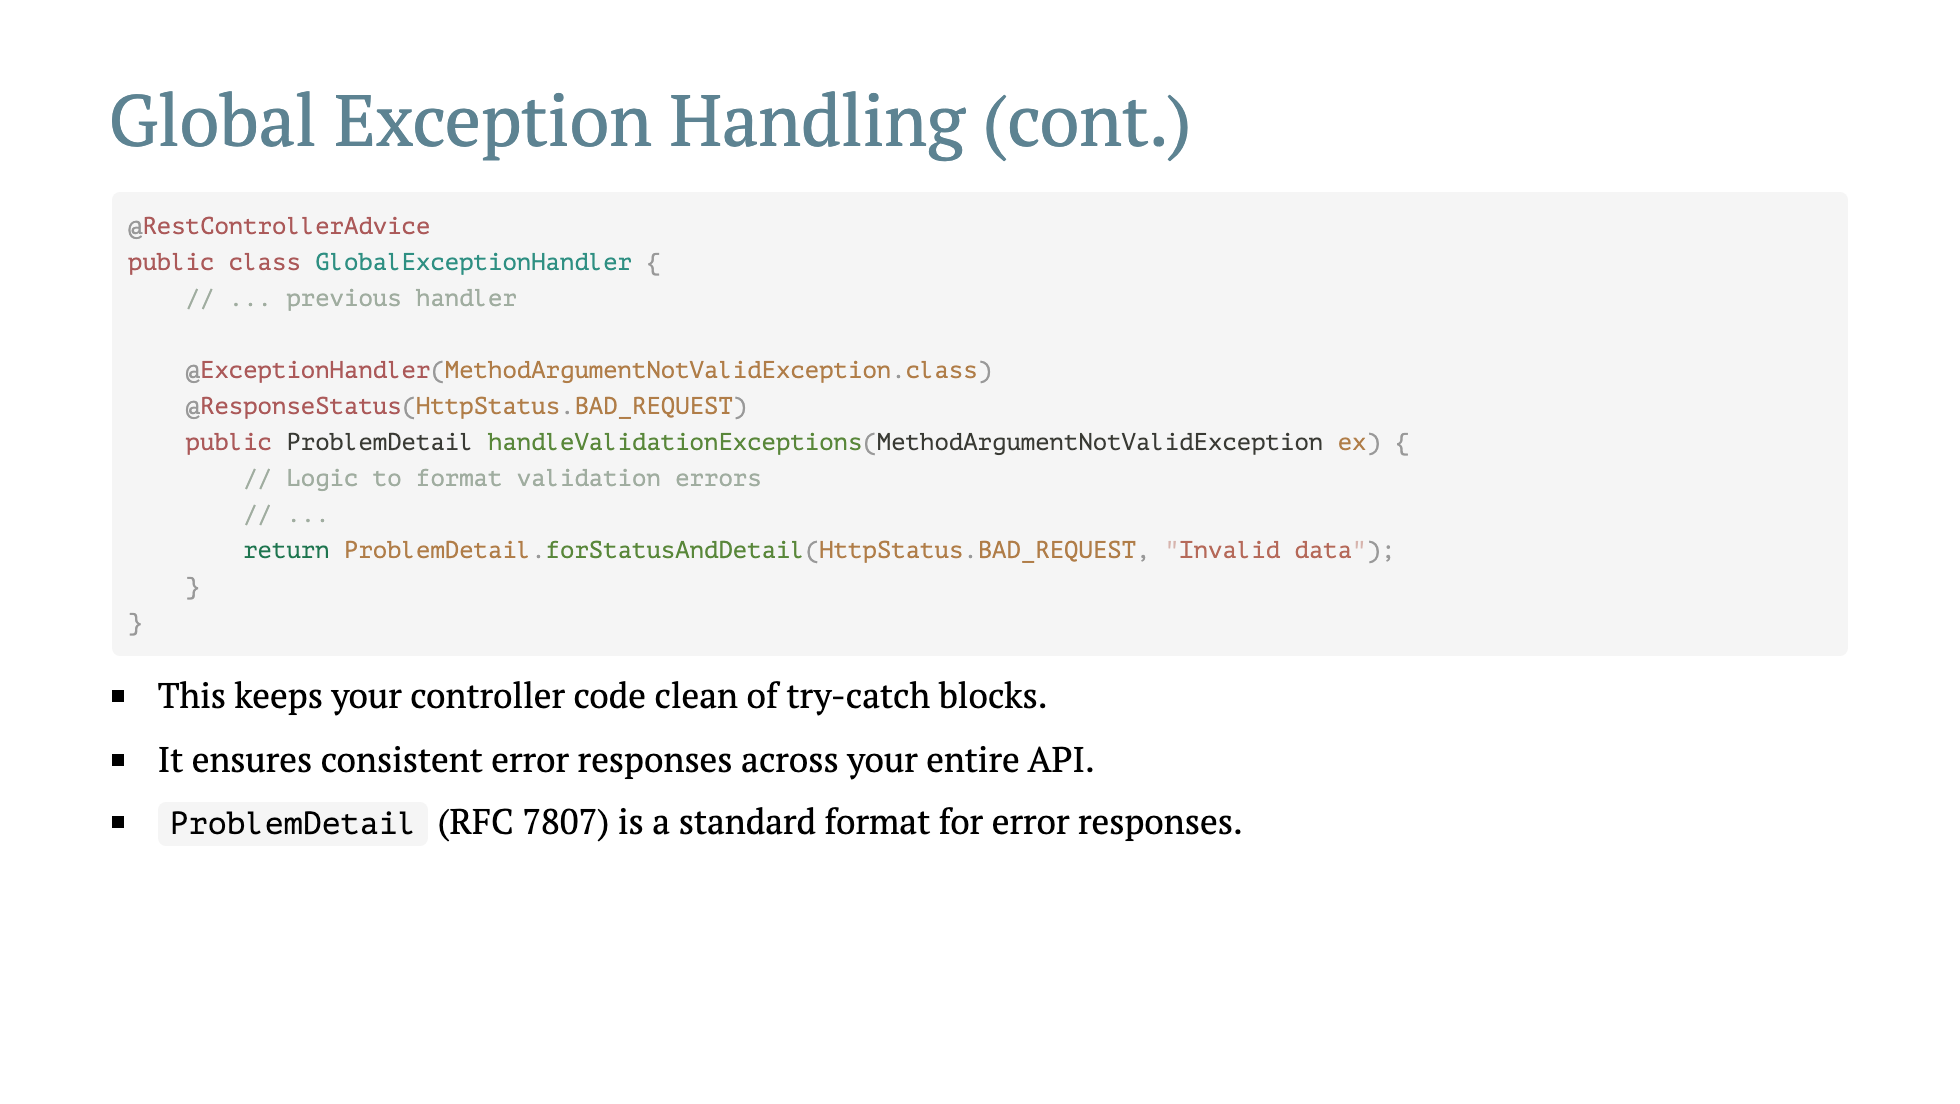 Global Exception Handling (cont.)
@RestControllerAdvice
public class GlobalExceptionHandler {
    // ... previous handler

    @ExceptionHandler(MethodArgumentNotValidException.class)
    @ResponseStatus(HttpStatus.BAD_REQUEST)
    public ProblemDetail handleValidationExceptions(MethodArgumentNotValidException ex) {
        // Logic to format validation errors
        // ...
        return ProblemDetail.forStatusAndDetail(HttpStatus.BAD_REQUEST, "Invalid data");
    }
}
▪ This keeps your controller code clean of try-catch blocks.
▪ It ensures consistent error responses across your entire API.
▪ ProblemDetail (RFC 7807) is a standard format for error responses.